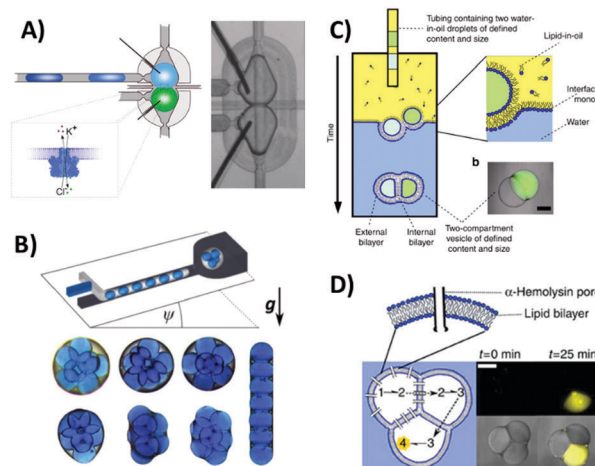 A)
K+
Cl-
B)
ψ
g
C)
Tubing containing two water-
in-oil droplets of defined
content and size
Lipid-in-oil
Time
Interfac
mono
Water
b
External
bilayer
Internal
bilayer
Two-compartment
vesicle of defined
content and size
D)
α-Hemolysin pore
Lipid bilayer
t=0 min
t=25 min
1→2
2→3
4←3